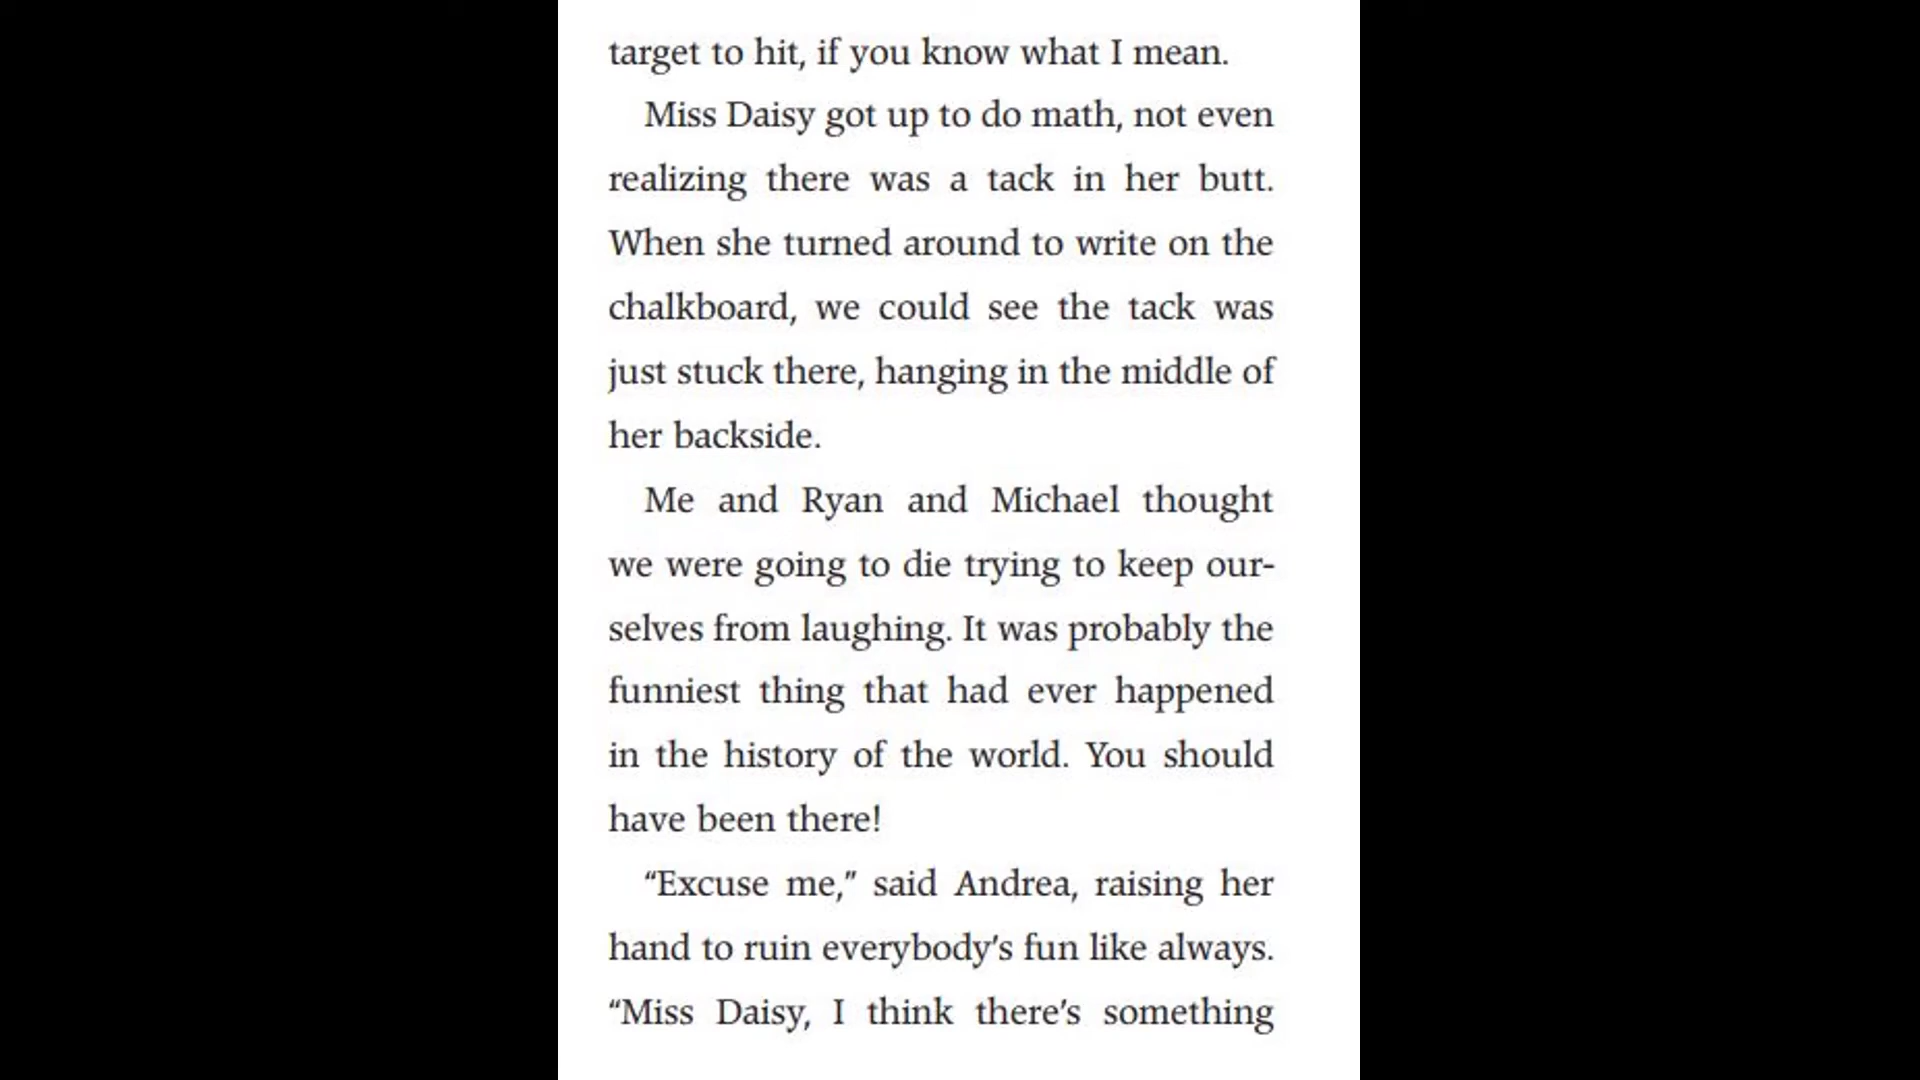 target to hit, if you know what I mean.
Miss Daisy got up to do math, not even
realizing there was a tack in her butt.
When she turned around to write on the
chalkboard, we could see the tack was
just stuck there, hanging in the middle of
her backside.
Me and Ryan and Michael thought
we were going to die trying to keep our-
selves from laughing. It was probably the
funniest thing that had ever happened
in the history of the world. You should
have been there!
“Excuse me,” said Andrea, raising her
hand to ruin everybody’s fun like always.
“Miss Daisy, I think there’s something